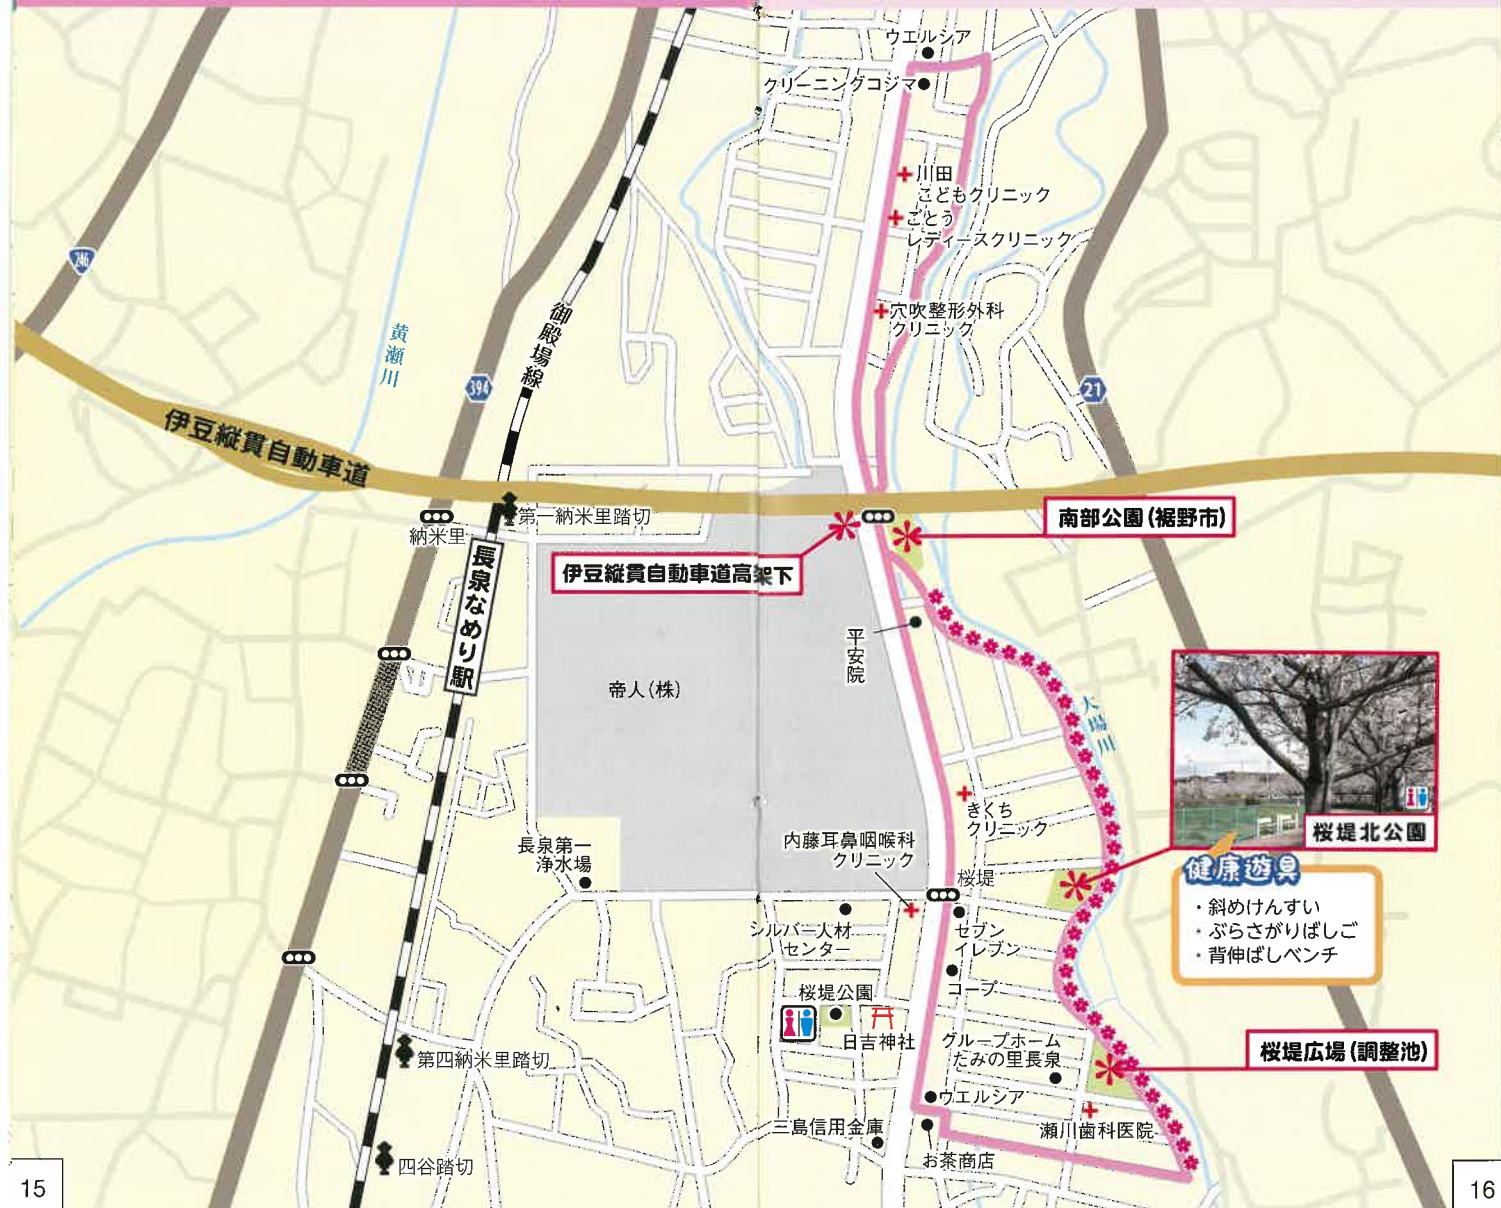 ウエルシア
クリーニングコジマ
川田
こどもクリニック
ごとう
レディースクリニック
246
穴吹整形外科
クリニック
黄瀬川
御殿場線
394
21
伊豆縦貫自動車道
第一納米里踏切
納米里
南部公園(裾野市)
伊豆縦貫自動車道高架下
長泉なめり駅
平安院
帝人(株)
大場川
きくち
クリニック
桜堤北公園
内藤耳鼻咽喉科
クリニック
長泉第一
浄水場
桜堤
健康遊具
・斜めけんすい
・ぶらさがりばしご
・背伸ばしベンチ
シルバー人材
センター
セブン
イレブン
コープ
桜堤公園
日吉神社
グループホーム
たみの里長泉
桜堤広場(調整池)
第四納米里踏切
ウエルシア
三島信用金庫
瀬川歯科医院
お茶商店
四谷踏切
15
16